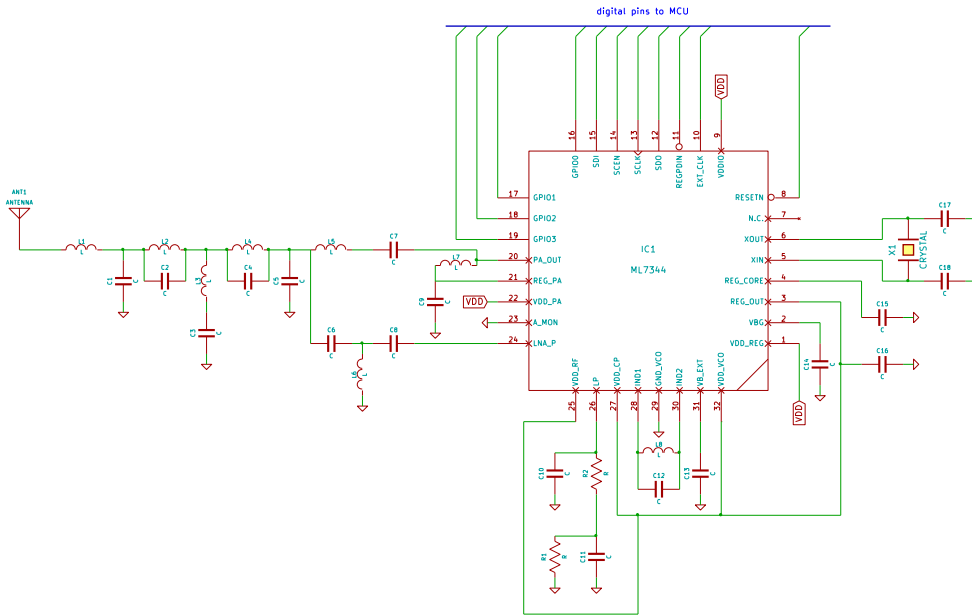 digital pins to MCU
VDD
16
15
14
13
12
11
10
9
GPIO0
SDI
SCEN
SCLK
SDO
REGPDIN
EXT_CLK
VDDIO
ANT1
ANTENNA
17 GPIO1 RESETN 8
18 GPIO2 N.C. 7
19 GPIO3 XOUT 6
20 PA_OUT XIN 5
21 REG_PA REG_CORE 4
22 VDD_PA REG_OUT 3
23 A_MON VBG 2
24 LNA_P VDD_REG 1
IC1
ML7344
L1
L
L2
L
L4
L
L5
L
C7
C
L7
L
C1
C
C2
C
L3
L
C4
C
C5
C
C9
C
VDD
C3
C
C6
C
C8
C
L6
L
X1
CRYSTAL
C17
C
C18
C
C15
C
C16
C
C14
C
VDD
VDD_RF
LP
VDD_CP
IND1
GND_VCO
IND2
VB_EXT
VDD_VCO
25
26
27
28
29
30
31
32
C10
C
R2
R
L8
L
C12
C
C13
C
R1
R
C11
C